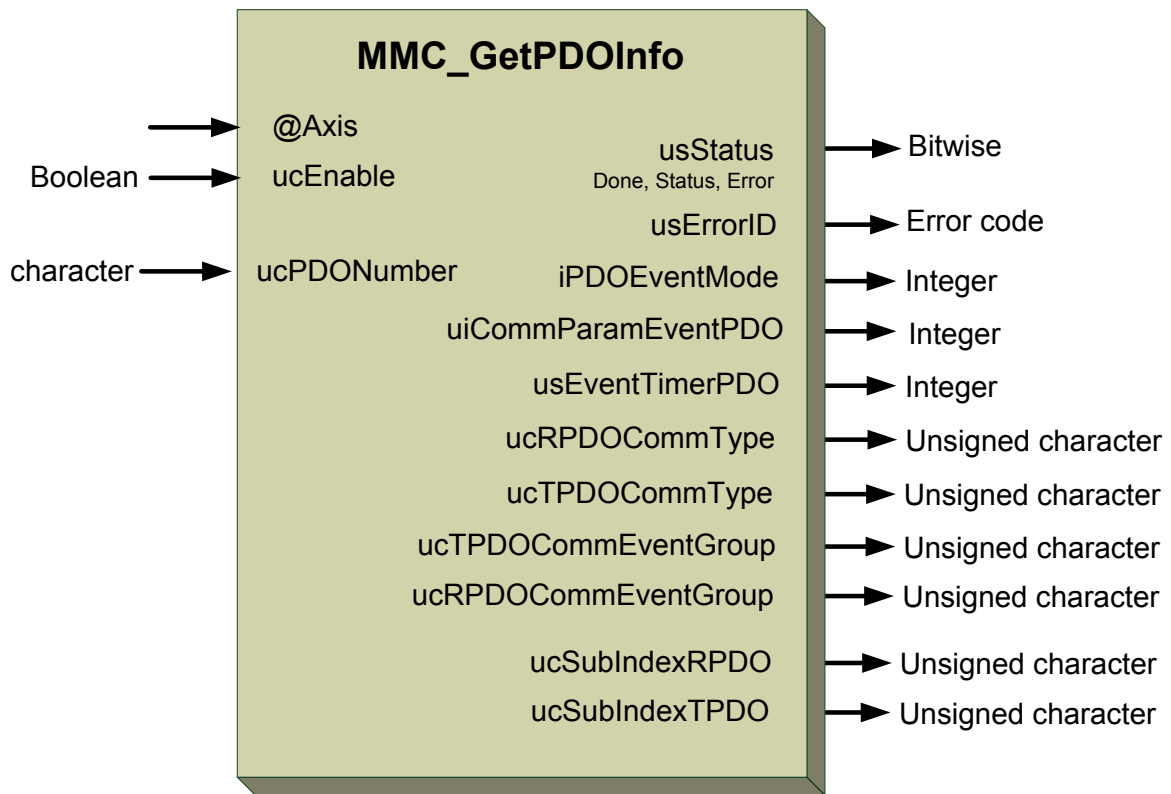 MMC_GetPDOInfo
@Axis
usStatus
Bitwise
Boolean
ucEnable
Done, Status, Error
usErrorID
Error code
character
ucPDONumber
iPDOEventMode
Integer
uiCommParamEventPDO
Integer
usEventTimerPDO
Integer
ucRPDOCommType
Unsigned character
ucTPDOCommType
Unsigned character
ucTPDOCommEventGroup
Unsigned character
ucRPDOCommEventGroup
Unsigned character
ucSubIndexRPDO
Unsigned character
ucSubIndexTPDO
Unsigned character